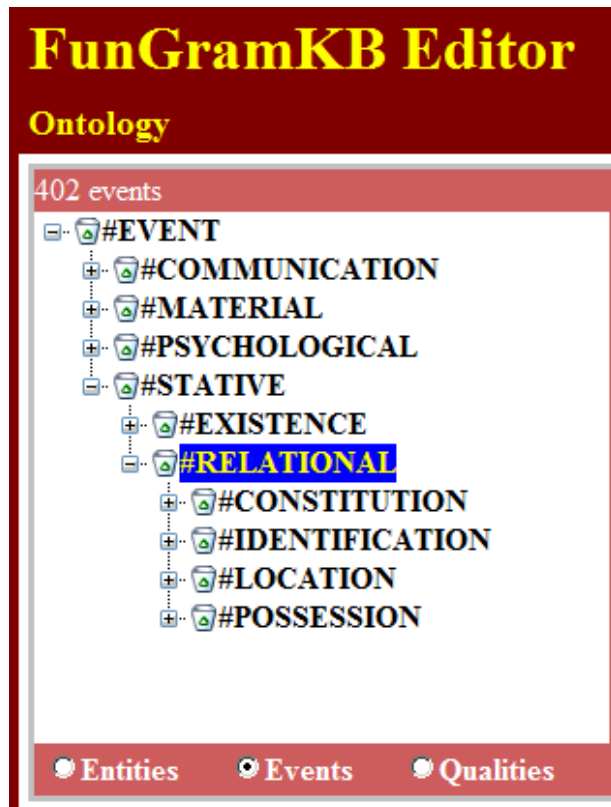 FunGramKB Editor
Ontology
402 events
#EVENT
#COMMUNICATION
#MATERIAL
#PSYCHOLOGICAL
#STATIVE
#EXISTENCE
#RELATIONAL
#CONSTITUTION
#IDENTIFICATION
#LOCATION
#POSSESSION
Entities Events Qualities